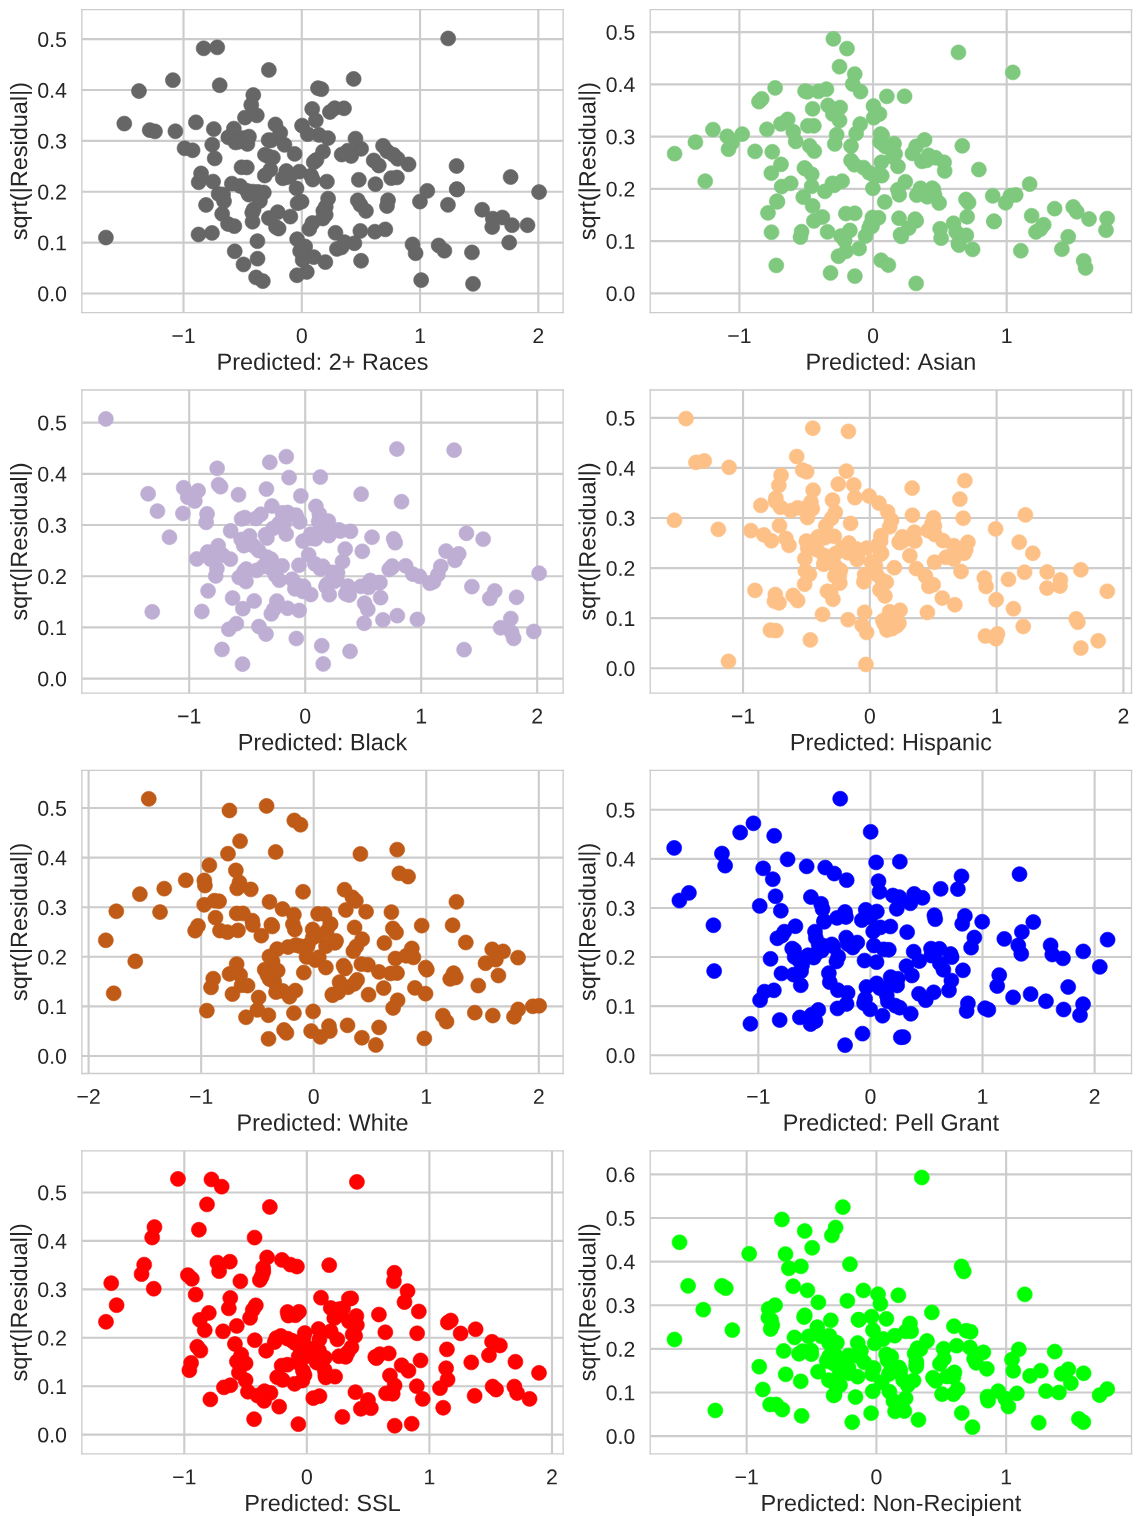 0.5
0.4
0.3
0.2
0.1
0.0
sqrt(|Residual|)
−1 0 1 2
Predicted: 2+ Races
0.5
0.4
0.3
0.2
0.1
0.0
sqrt(|Residual|)
−1 0 1
Predicted: Asian
0.5
0.4
0.3
0.2
0.1
0.0
sqrt(|Residual|)
−1 0 1 2
Predicted: Black
0.5
0.4
0.3
0.2
0.1
0.0
sqrt(|Residual|)
−1 0 1 2
Predicted: Hispanic
0.5
0.4
0.3
0.2
0.1
0.0
sqrt(|Residual|)
−2 −1 0 1 2
Predicted: White
0.5
0.4
0.3
0.2
0.1
0.0
sqrt(|Residual|)
−1 0 1 2
Predicted: Pell Grant
0.5
0.4
0.3
0.2
0.1
0.0
sqrt(|Residual|)
−1 0 1 2
Predicted: SSL
0.6
0.5
0.4
0.3
0.2
0.1
0.0
sqrt(|Residual|)
−1 0 1
Predicted: Non-Recipient